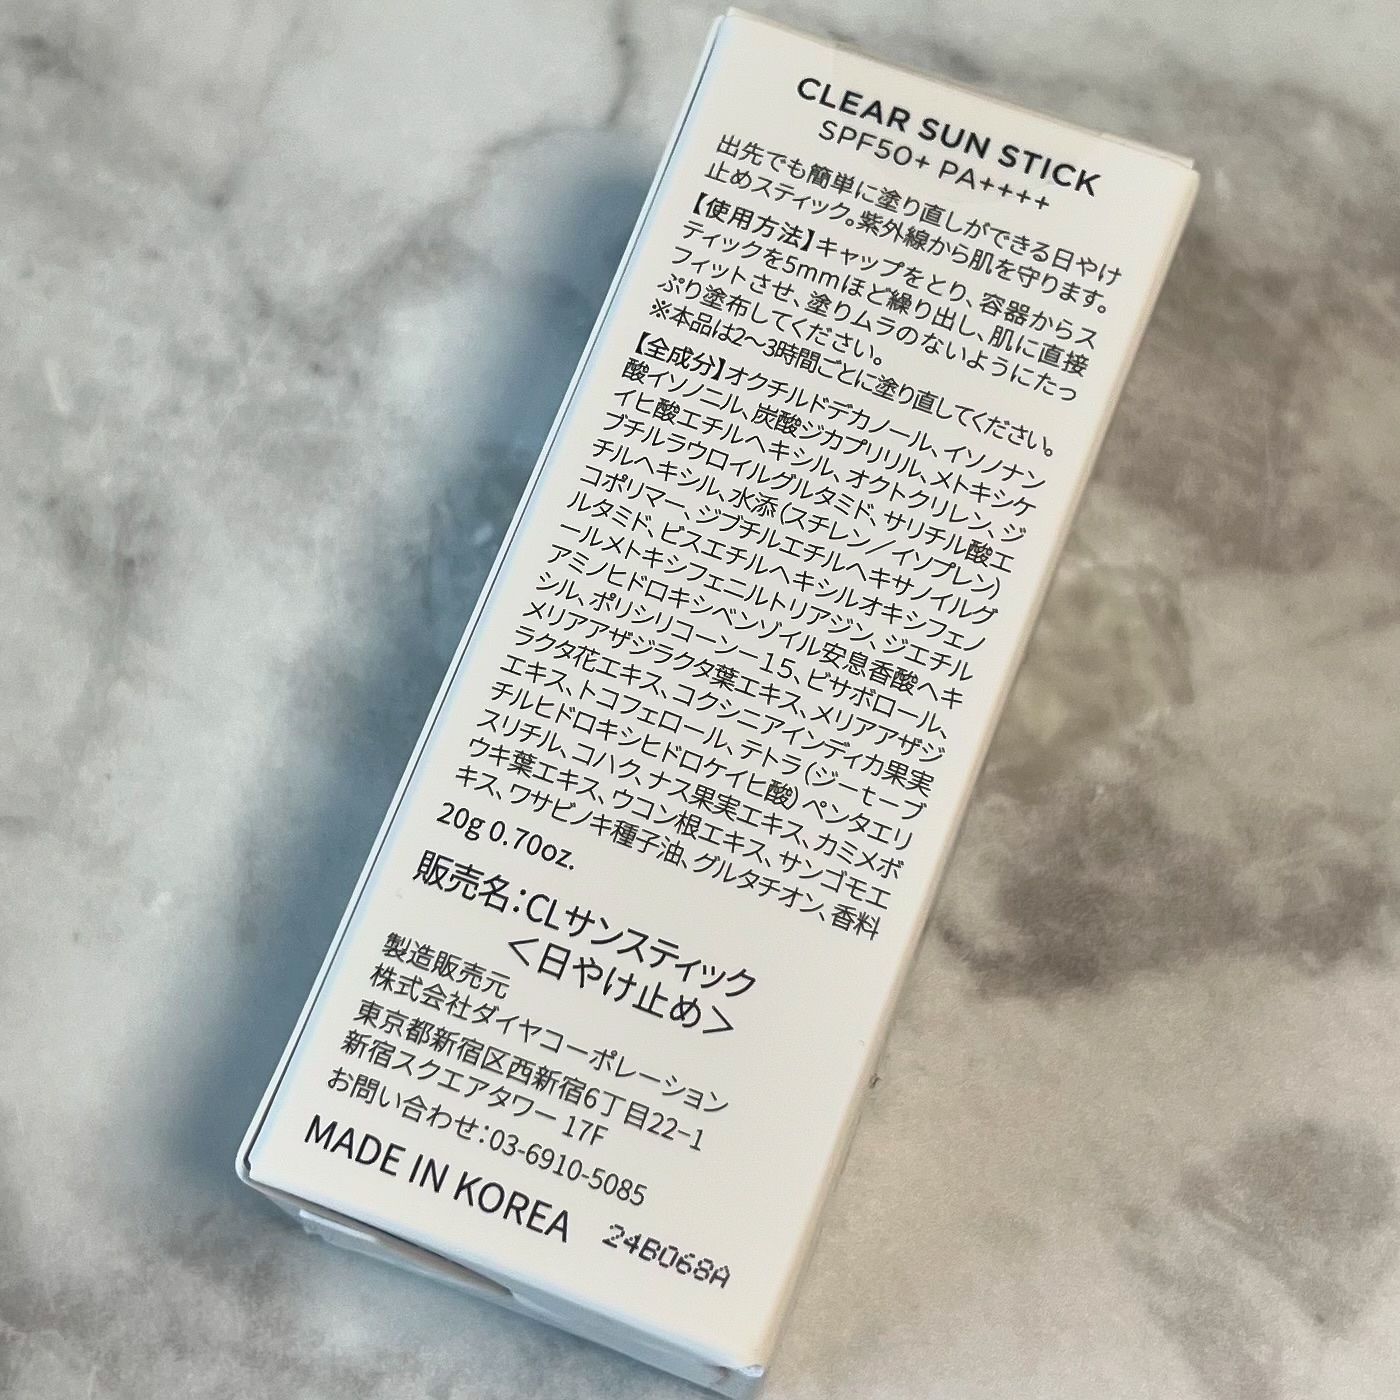 CLEAR SUN STICK
SPF50+ PA++++
出先でも簡単に塗り直しができる日やけ
止めスティック。紫外線から肌を守ります。
【使用方法】キャップをとり、容器からス
ティックを5mmほど繰り出し、肌に直接
フィットさせ、塗りムラのないようにたっ
ぷり塗布してください。
※本品は2〜3時間ごとに塗り直してください。
【全成分】オクチルドデカノール、イソノナン
酸イソノニル、炭酸ジカプリリル、メトキシケ
イヒ酸エチルヘキシル、オクトクリレン、ジ
ブチルラウロイルグルタミド、サリチル酸エ
チルヘキシル、水添(スチレン/イソプレン)
コポリマー、ジブチルエチルヘキサノイルグ
ルタミド、ビスエチルヘキシルオキシフェノ
ールメトキシフェニルトリアジン、ジエチル
アミノヒドロキシベンゾイル安息香酸ヘキ
シル、ポリシリコーン-15、ビサボロール、
メリアアザジラクタ葉エキス、メリアアザジ
ラクタ花エキス、コクシニアインディカ果実
エキス、トコフェロール、テトラ(ジ-t-ブ
チルヒドロキシヒドロケイヒ酸)ペンタエリ
スリチル、コハク、ナス果実エキス、カミメボ
ウキ葉エキス、ウコン根エキス、サンゴモエ
キス、ワサビノキ種子油、グルタチオン、香料
20g 0.70oz.
販売名:CLサンスティック
<日やけ止め>
製造販売元
株式会社ダイヤコーポレーション
東京都新宿区西新宿6丁目22-1
新宿スクエアタワー 17F
お問い合わせ:03-6910-5085
MADE IN KOREA
24B068A